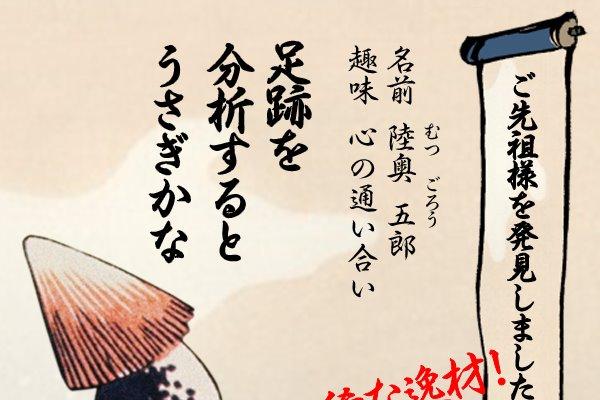 ご先祖様を発見しました
名前 陸奥 五郎
むつ ごろう
趣味 心の通い合い
足跡を
分析すると
うさぎかな
逸材!